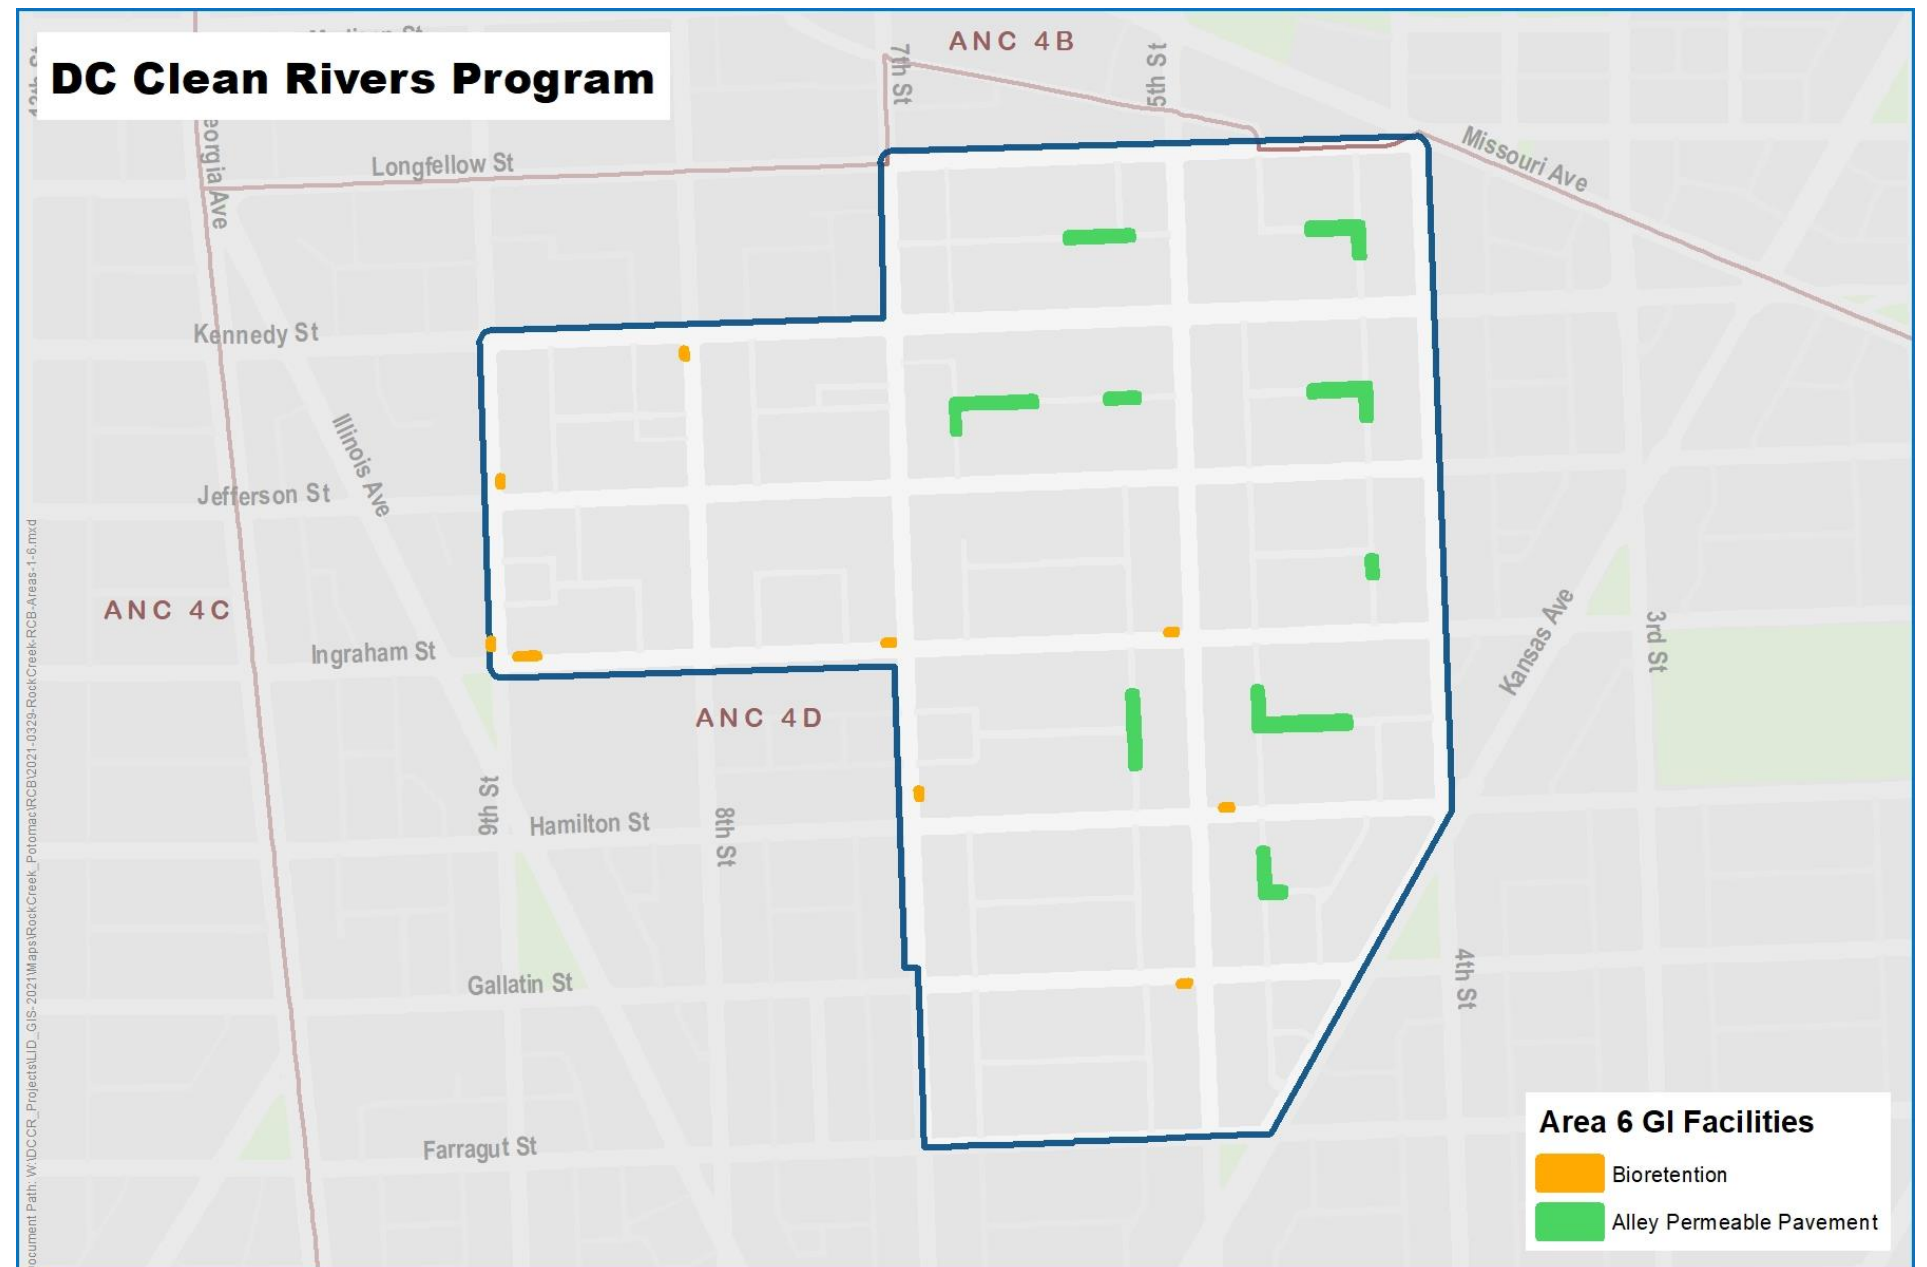 DC Clean Rivers Program
ANC 4B
7th St
5th St
Missouri Ave
Longfellow St
Kennedy St
Illinois Ave
Jefferson St
ANC 4C
Ingraham St
ANC 4D
Kansas Ave
3rd St
9th St
Hamilton St
8th St
Gallatin St
4th St
Farragut St
Area 6 GI Facilities
Bioretention
Alley Permeable Pavement